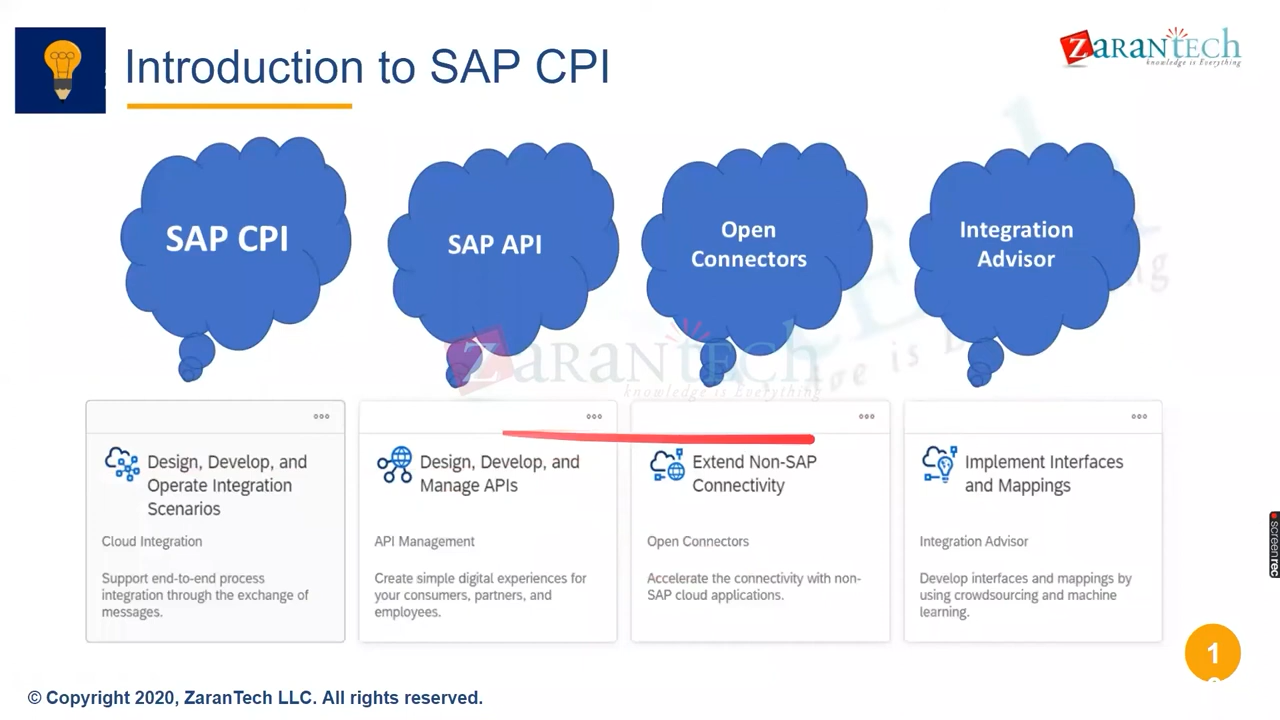 Introduction to SAP CPI
ZaranTech
knowledge is Everything
SAP CPI
SAP API
Open
Connectors
Integration
Advisor
ZaranTech
knowledge is Everything
Design, Develop, and
Operate Integration
Scenarios
Cloud Integration
Support end-to-end process
integration through the exchange of
messages.
Design, Develop, and
Manage APIs
API Management
Create simple digital experiences for
your consumers, partners, and
employees.
Extend Non-SAP
Connectivity
Open Connectors
Accelerate the connectivity with non-
SAP cloud applications.
Implement Interfaces
and Mappings
Integration Advisor
Develop interfaces and mappings by
using crowdsourcing and machine
learning.
screenrec
1
© Copyright 2020, ZaranTech LLC. All rights reserved.